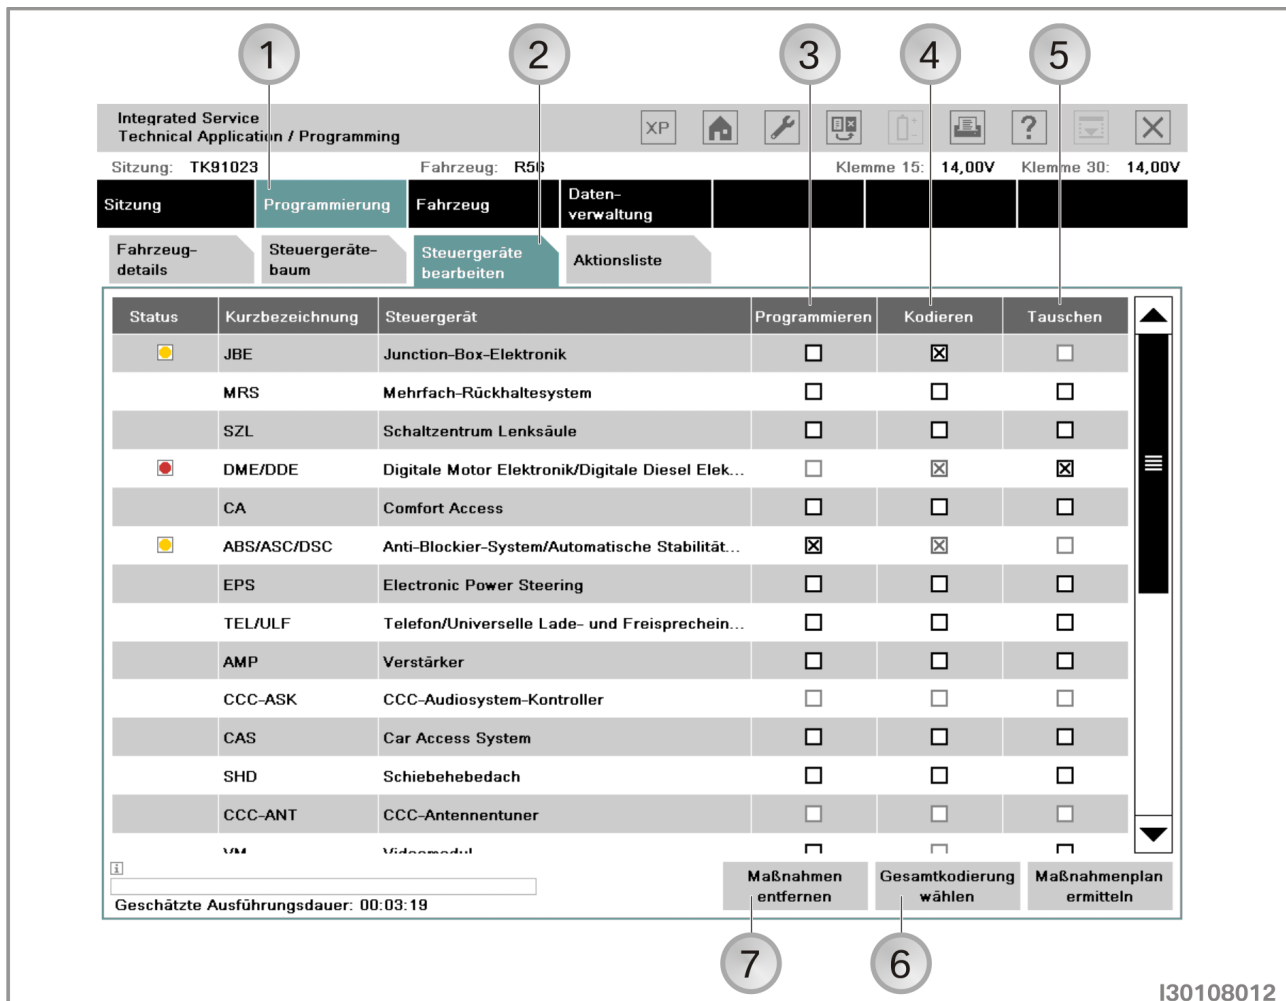 1 2 3 4 5
Integrated Service
Technical Application / Programming
XP ?
Sitzung: TK91023 Fahrzeug: R56 Klemme 15: 14,00V Klemme 30: 14,00V
Sitzung Programmierung Fahrzeug Daten-
verwaltung
Fahrzeug-
details
Steuergeräte-
baum
Steuergeräte
bearbeiten
Aktionsliste
Status Kurzbezeichnung Steuergerät Programmieren Kodieren Tauschen
JBE Junction-Box-Elektronik
MRS Mehrfach-Rückhaltesystem
SZL Schaltzentrum Lenksäule
DME/DDE Digitale Motor Elektronik/Digitale Diesel Elek...
CA Comfort Access
ABS/ASC/DSC Anti-Blockier-System/Automatische Stabilität...
EPS Electronic Power Steering
TEL/ULF Telefon/Universelle Lade- und Freisprechein...
AMP Verstärker
CCC-ASK CCC-Audiosystem-Kontroller
CAS Car Access System
SHD Schiebehebedach
CCC-ANT CCC-Antennentuner
VM Videomodul
i
Geschätzte Ausführungsdauer: 00:03:19
Maßnahmen
entfernen
Gesamtkodierung
wählen
Maßnahmenplan
ermitteln
7 6
I30108012